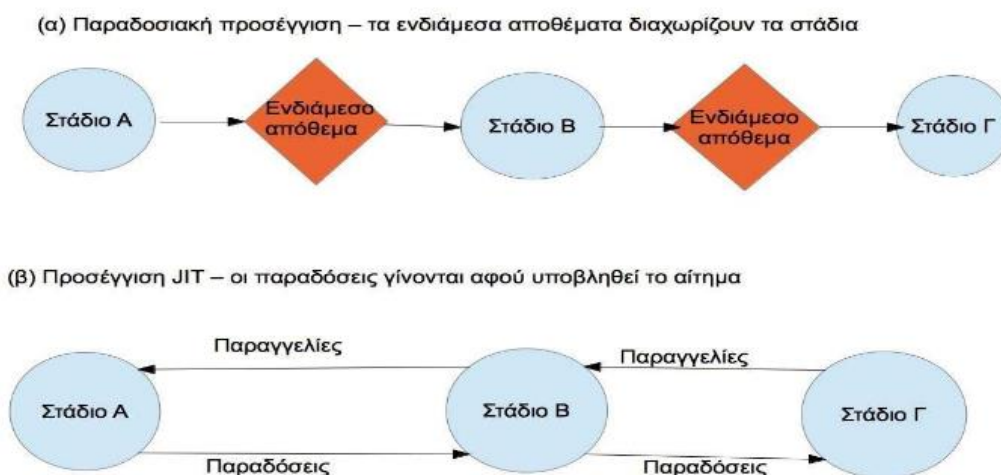 (α) Παραδοσιακή προσέγγιση – τα ενδιάμεσα αποθέματα διαχωρίζουν τα στάδια
Στάδιο Α
Ενδιάμεσο
απόθεμα
Στάδιο Β
Ενδιάμεσο
απόθεμα
Στάδιο Γ
(β) Προσέγγιση JIT – οι παραδόσεις γίνονται αφού υποβληθεί το αίτημα
Παραγγελίες
Παραγγελίες
Στάδιο Α
Στάδιο Β
Στάδιο Γ
Παραδόσεις
Παραδόσεις